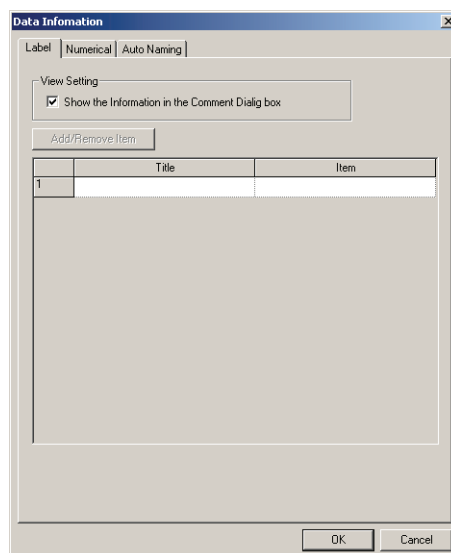 Data Infomation
Label Numerical Auto Naming
View Setting
Show the Information in the Comment Dialig box
Add/Remove Item
Title Item
1
OK Cancel